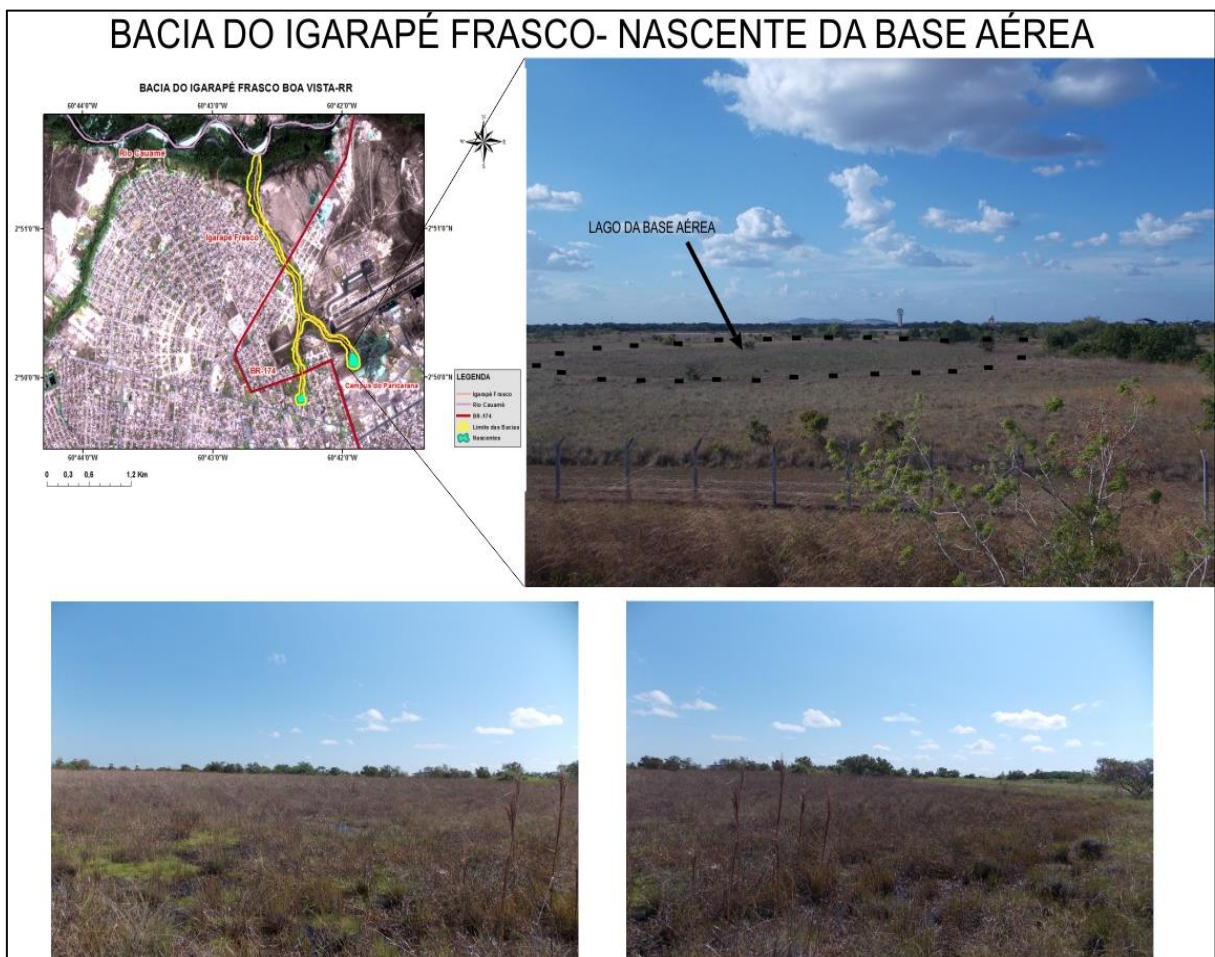 BACIA DO IGARAPÉ FRASCO- NASCENTE DA BASE AÉREA
BACIA DO IGARAPÉ FRASCO BOA VISTA-RR
60°44'0"W 60°43'0"W 60°42'0"W
Rio Cauamé
2°51'0"N 2°51'0"N
Igarapé Frasco
2°50'0"N 2°50'0"N
BR-174
Campus do Paricarana
60°44'0"W 60°43'0"W 60°42'0"W
0 0,3 0,6 1,2 Km
N
W E
S
LEGENDA
Igarapé Frasco
Rio Cauamé
BR-174
Limite das Bacias
Nascentes
LAGO DA BASE AÉREA